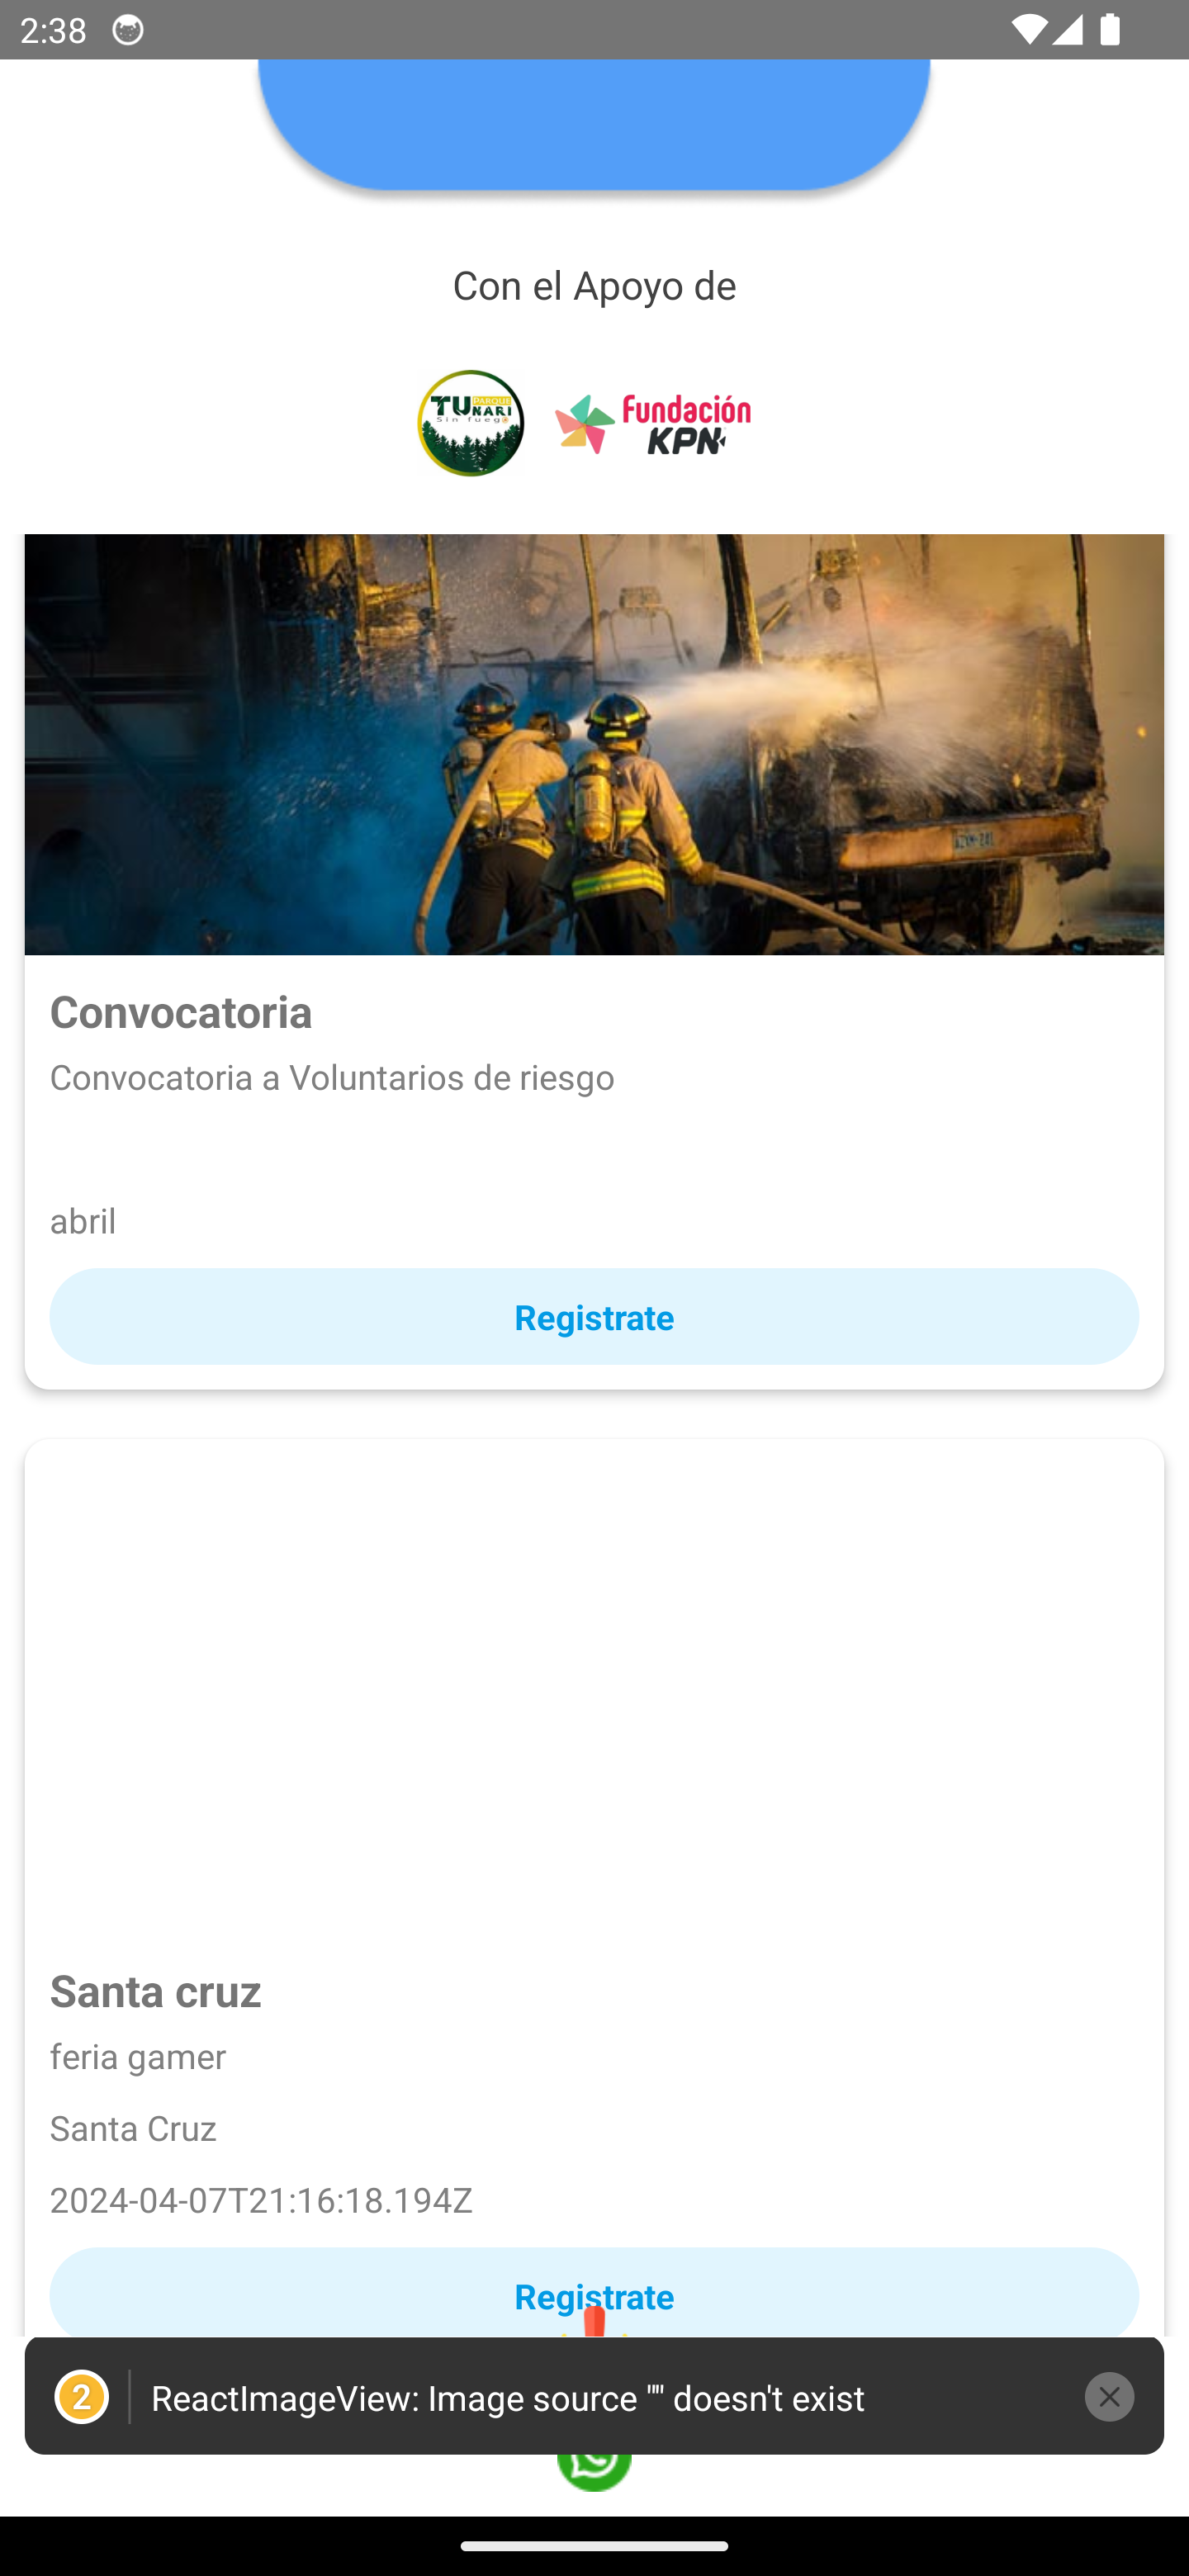 2:38
Con el Apoyo de
TU PARQUE
NARI
Sin fuego
Fundación
KPN
Convocatoria
Convocatoria a Voluntarios de riesgo
abril
Registrate
Santa cruz
feria gamer
Santa Cruz
2024-04-07T21:16:18.194Z
Registrate
2
ReactImageView: Image source "" doesn't exist